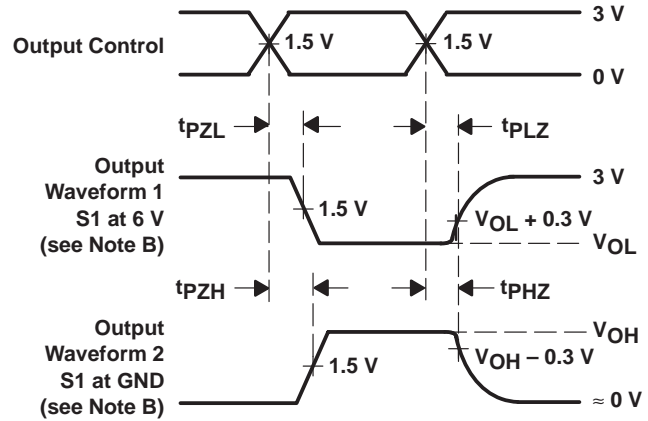 3 V
Output Control
1.5 V
1.5 V
0 V
tPZL
tPLZ
Output
Waveform 1
S1 at 6 V
(see Note B)
3 V
1.5 V
VOL + 0.3 V
VOL
tPZH
tPHZ
Output
Waveform 2
S1 at GND
(see Note B)
VOH
1.5 V
VOH − 0.3 V
≈ 0 V